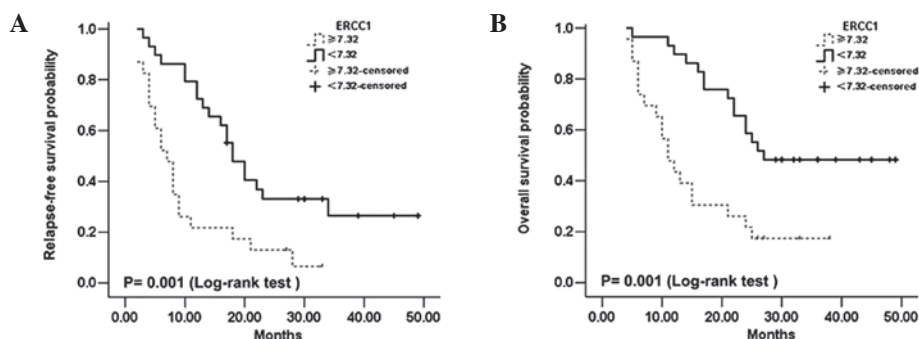 A
Relapse-free survival probability
1.0
0.8
0.6
0.4
0.2
0.0
ERCC1
≥7.32
<7.32
≥7.32-censored
<7.32-censored
P= 0.001 (Log-rank test )
0.00 10.00 20.00 30.00 40.00 50.00
Months
B
Overall survival probability
1.0
0.8
0.6
0.4
0.2
0.0
ERCC1
≥7.32
<7.32
≥7.32-censored
<7.32-censored
P= 0.001 (Log-rank test )
0.00 10.00 20.00 30.00 40.00 50.00
Months